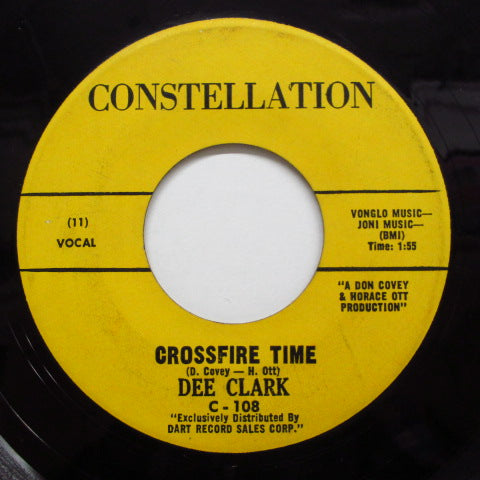 CONSTELLATION
(11)
VOCAL
VONGLO MUSIC—
JONI MUSIC—
(BMI)
Time: 1:55
"A DON COVEY
& HORACE OTT
PRODUCTION"
CROSSFIRE TIME
(D. Covey — H. Ott)
DEE CLARK
C - 108
"Exclusively Distributed By
DART RECORD SALES CORP."